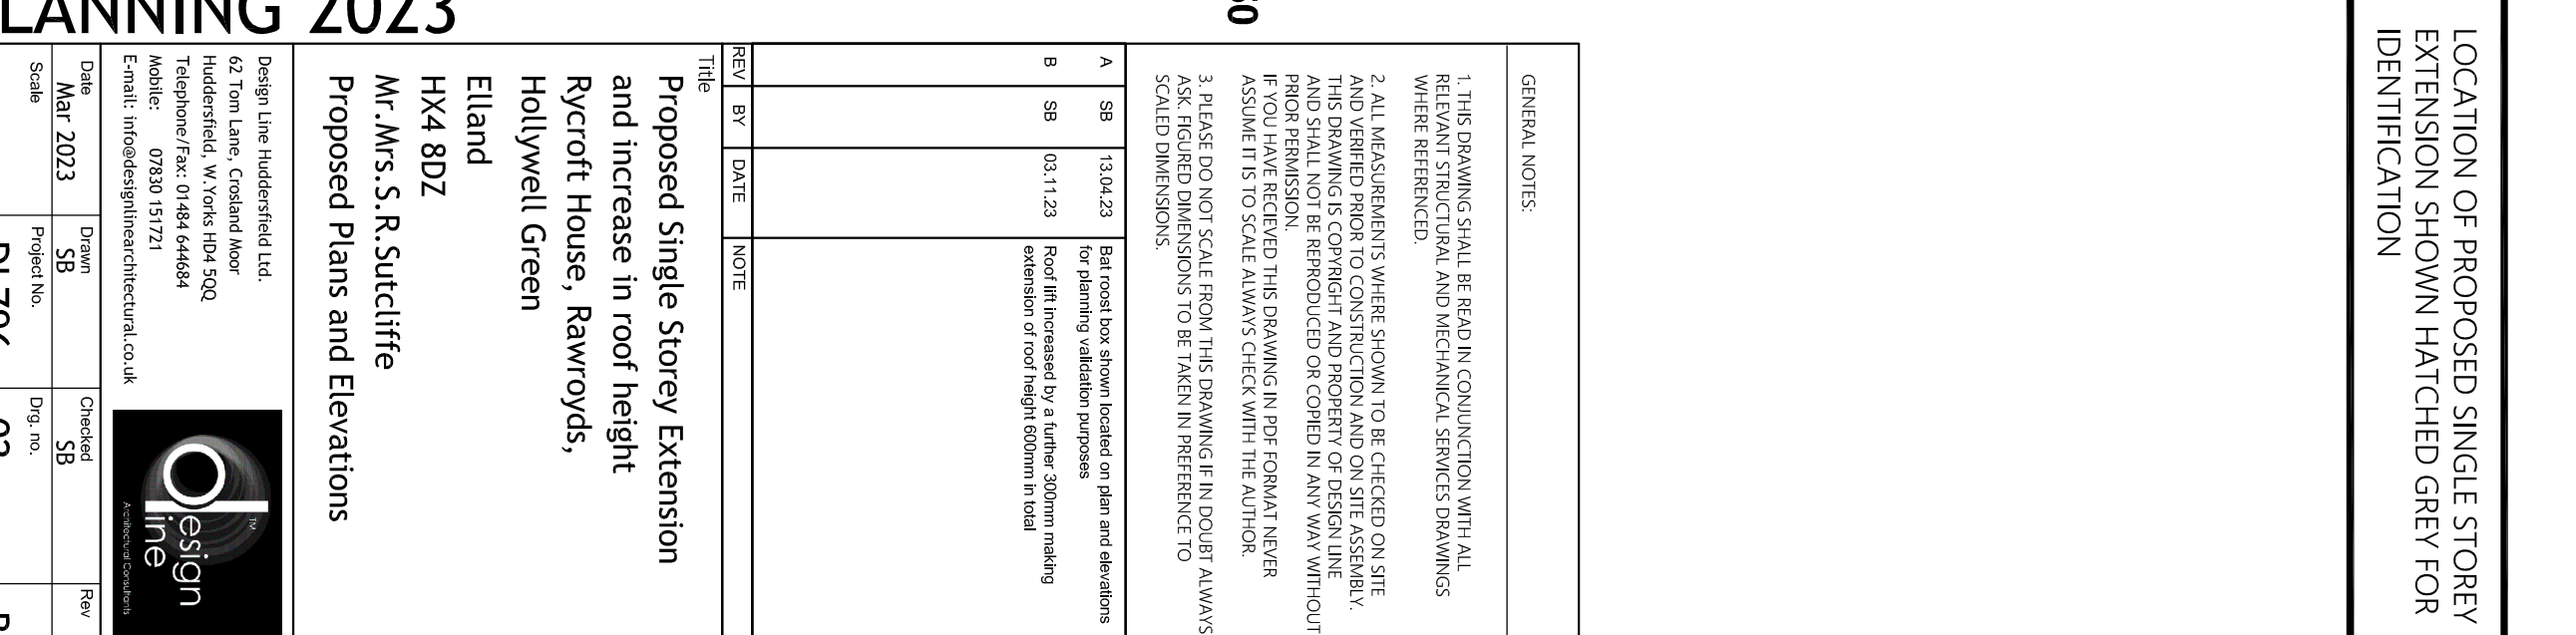 LOCATION OF PROPOSED SINGLE STOREY
EXTENSION SHOWN HATCHED GREY FOR
IDENTIFICATION
GENERAL NOTES:
1. THIS DRAWING SHALL BE READ IN CONJUNCTION WITH ALL
RELEVANT STRUCTURAL AND MECHANICAL SERVICES DRAWINGS
WHERE REFERENCED.
2. ALL MEASUREMENTS WHERE SHOWN TO BE CHECKED ON SITE
AND VERIFIED PRIOR TO CONSTRUCTION AND ON SITE ASSEMBLY.
THIS DRAWING IS COPYRIGHT AND PROPERTY OF DESIGN LINE
AND SHALL NOT BE REPRODUCED OR COPIED IN ANY WAY WITHOUT
PRIOR PERMISSION.
IF YOU HAVE RECIEVED THIS DRAWING IN PDF FORMAT NEVER
ASSUME IT IS TO SCALE ALWAYS CHECK WITH THE AUTHOR.
3. PLEASE DO NOT SCALE FROM THIS DRAWING IF IN DOUBT ALWAYS
ASK. FIGURED DIMENSIONS TO BE TAKEN IN PREFERENCE TO
SCALED DIMENSIONS.
A SB 13.04.23 Bat roost box shown located on plan and elevations
for planning validation purposes
B SB 03.11.23 Roof lift increased by a further 300mm making
extension of roof height 600mm in total
REV BY DATE NOTE
Title
Proposed Single Storey Extension
and increase in roof height
Rycroft House, Rawroyds,
Hollywell Green
Elland
HX4 8DZ
Mr.Mrs.S.R.Sutcliffe
Proposed Plans and Elevations
Design Line Huddersfield Ltd.
62 Tom Lane, Crosland Moor
Huddersfield, W.Yorks HD4 5QQ
Telephone/Fax: 01484 644684
Mobile: 07830 151721
E-mail: info@designlinearchitectural.co.uk
design
line
TM
Architectural Consultants
Date Drawn Checked Rev
Mar 2023 SB SB
Scale Project No. Drg. no.
LANNING 2023